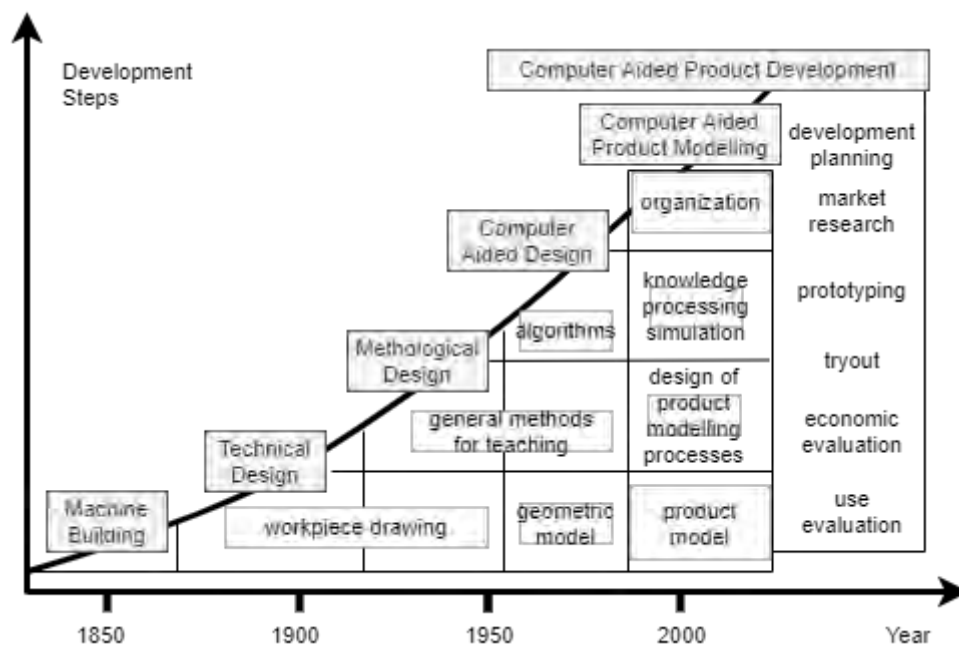 Development
Steps
Computer Aided Product Development
Computer Aided
Product Modelling
development
planning
organization
market
research
Computer
Aided Design
knowledge
processing
simulation
prototyping
algorithms
Methological
Design
tryout
design of
product
modelling
processes
general methods
for teaching
economic
evaluation
Technical
Design
Machine
Building
workpiece drawing
geometric
model
product
model
use
evaluation
1850
1900
1950
2000
Year